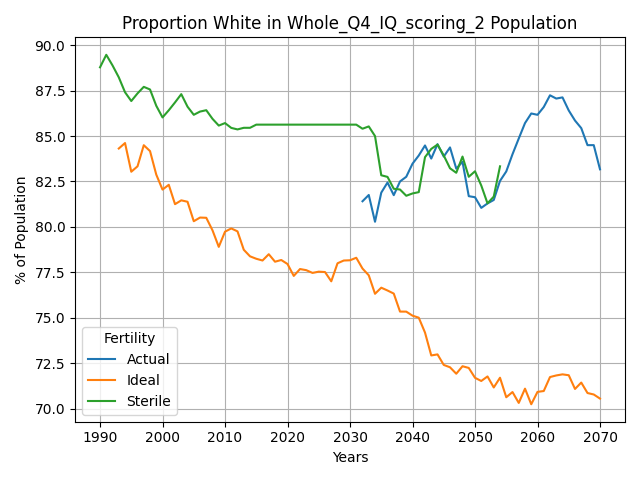 Proportion White in Whole_Q4_IQ_scoring_2 Population
% of Population
90.0
87.5
85.0
82.5
80.0
77.5
75.0
72.5
70.0
Fertility
Actual
Ideal
Sterile
1990 2000 2010 2020 2030 2040 2050 2060 2070
Years